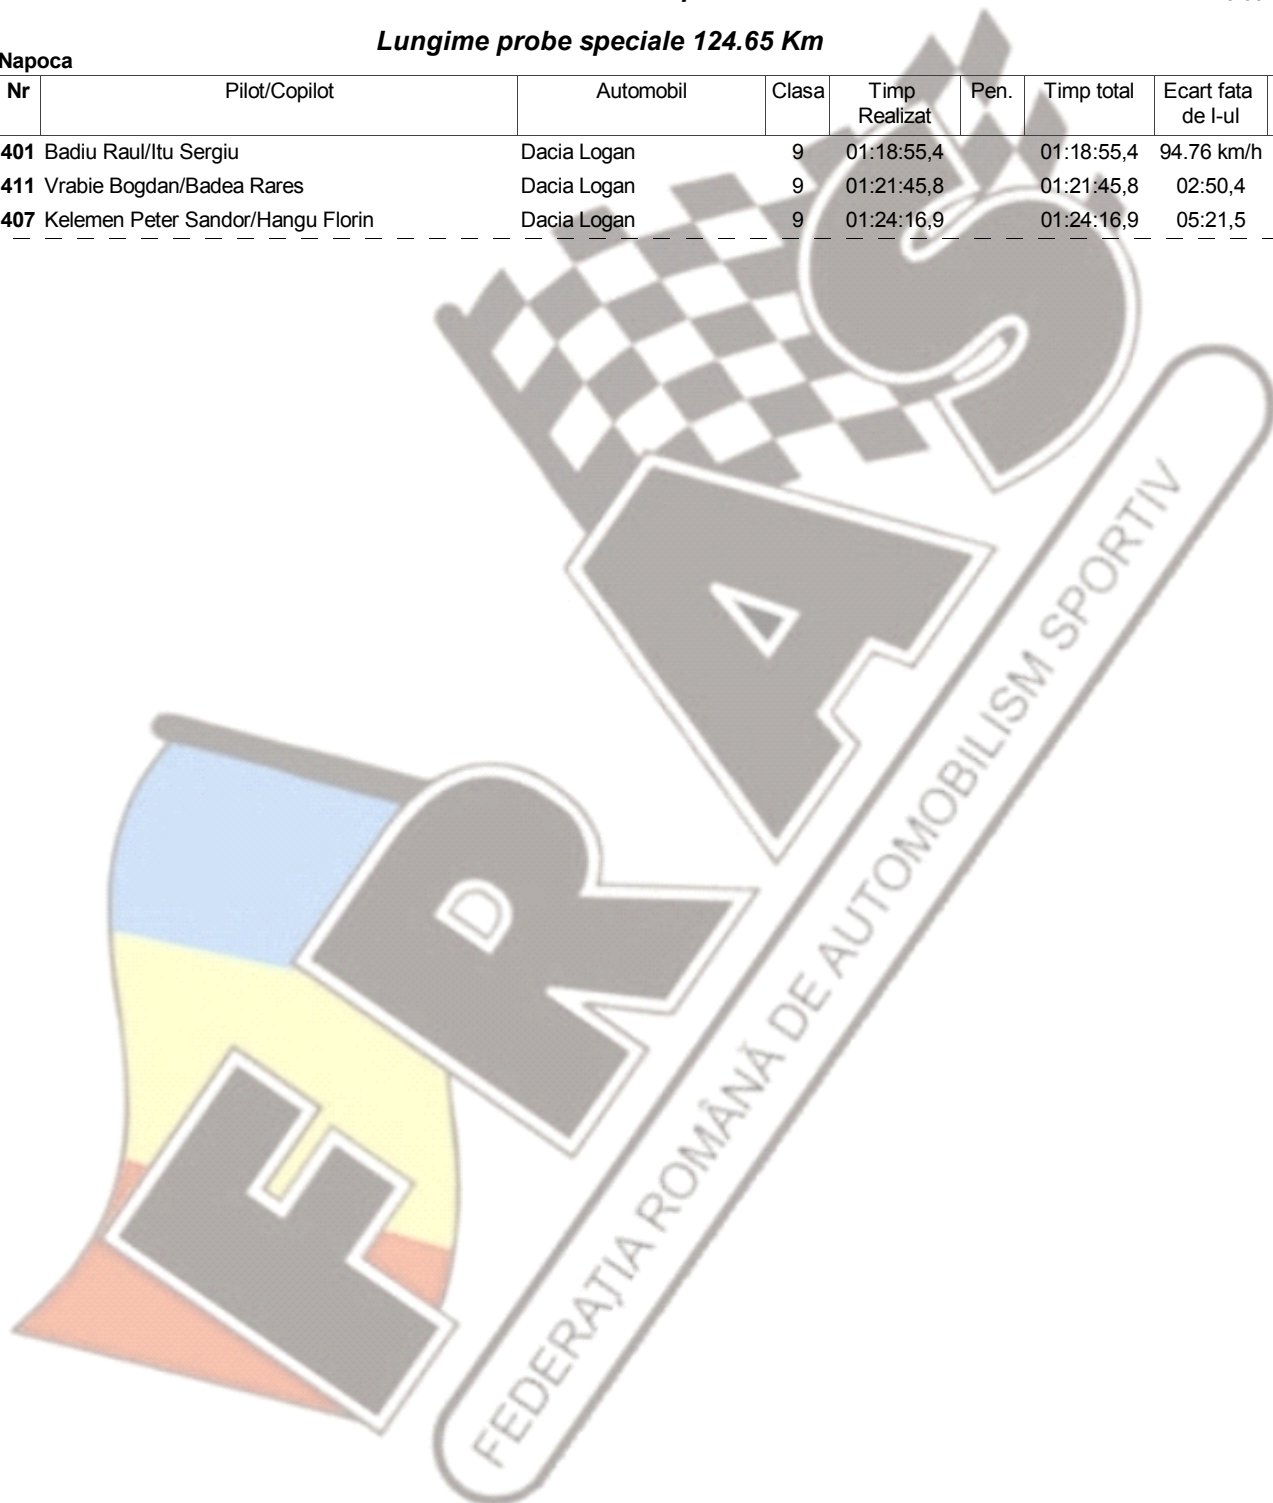 Lungime probe speciale 124.65 Km
Napoca
Nr Pilot/Copilot Automobil Clasa Timp Realizat Pen. Timp total Ecart fata de I-ul
401 Badiu Raul/Itu Sergiu Dacia Logan 9 01:18:55,4 01:18:55,4 94.76 km/h
411 Vrabie Bogdan/Badea Rares Dacia Logan 9 01:21:45,8 01:21:45,8 02:50,4
407 Kelemen Peter Sandor/Hangu Florin Dacia Logan 9 01:24:16,9 01:24:16,9 05:21,5
FRAS
FEDERAȚIA ROMÂNĂ DE AUTOMOBILISM SPORTIV